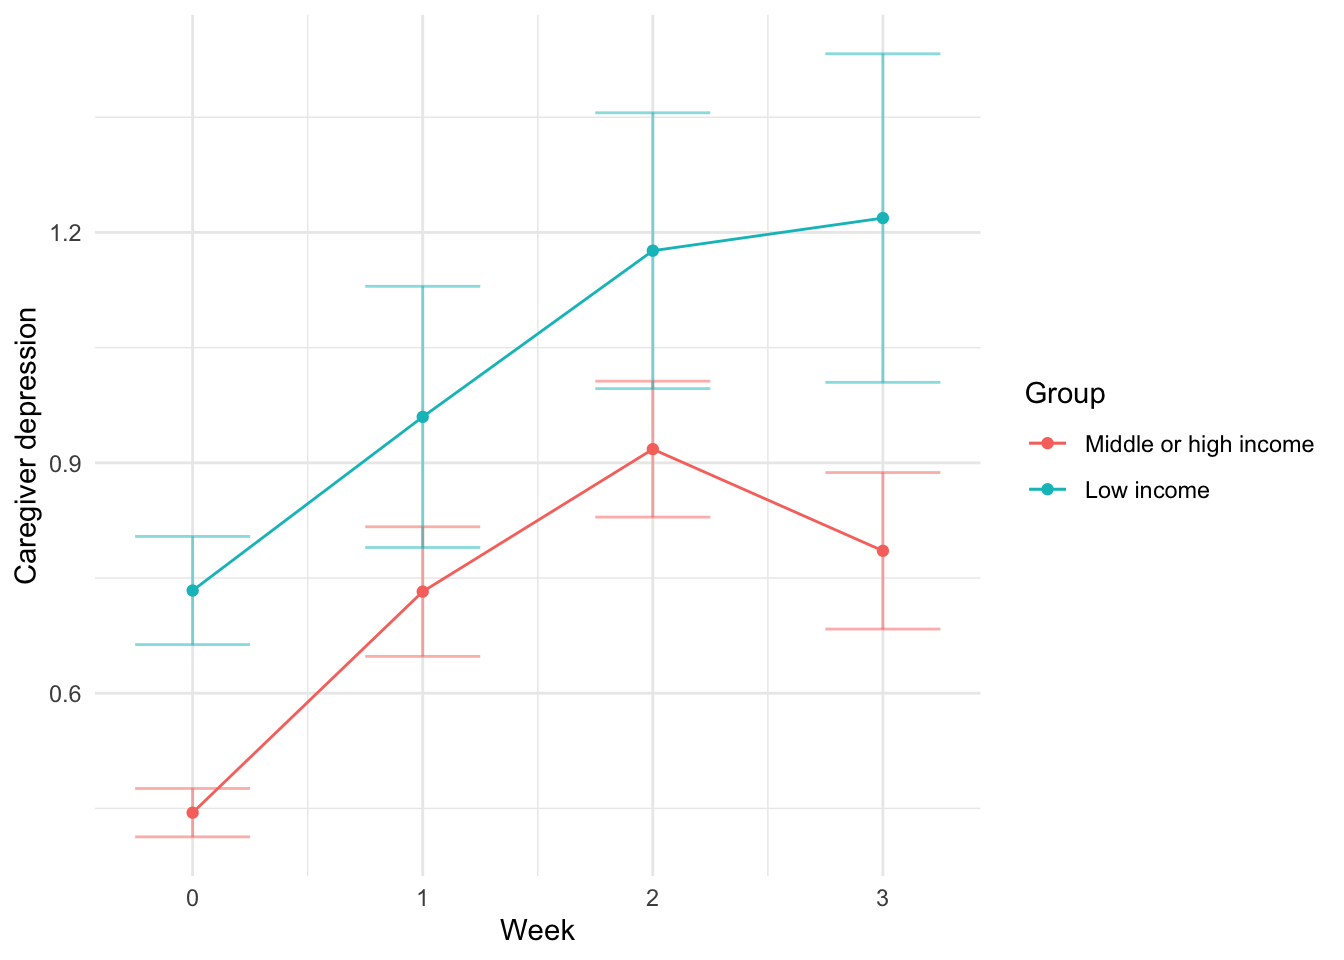 Caregiver depression
1.2
0.9
0.6
0
1
2
3
Week
Group
Middle or high income
Low income